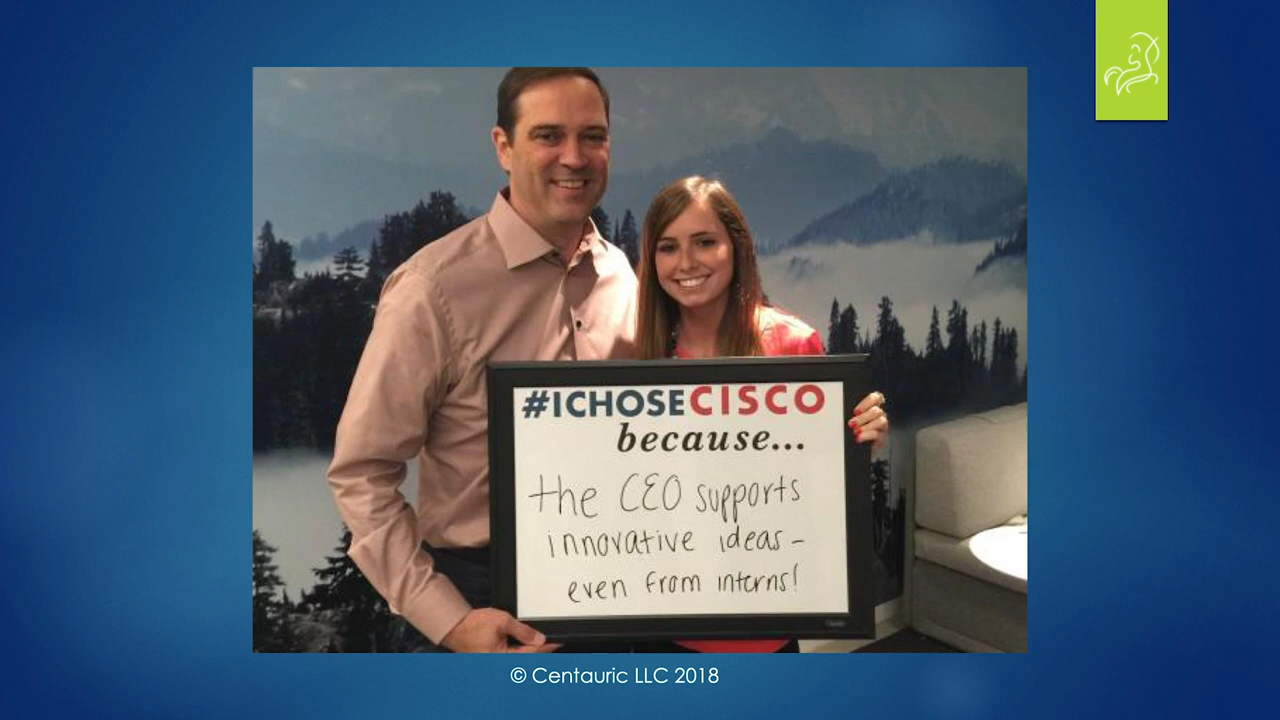 #ICHOSECISCO
because...
the CEO supports
innovative ideas -
even from interns!
© Centauric LLC 2018